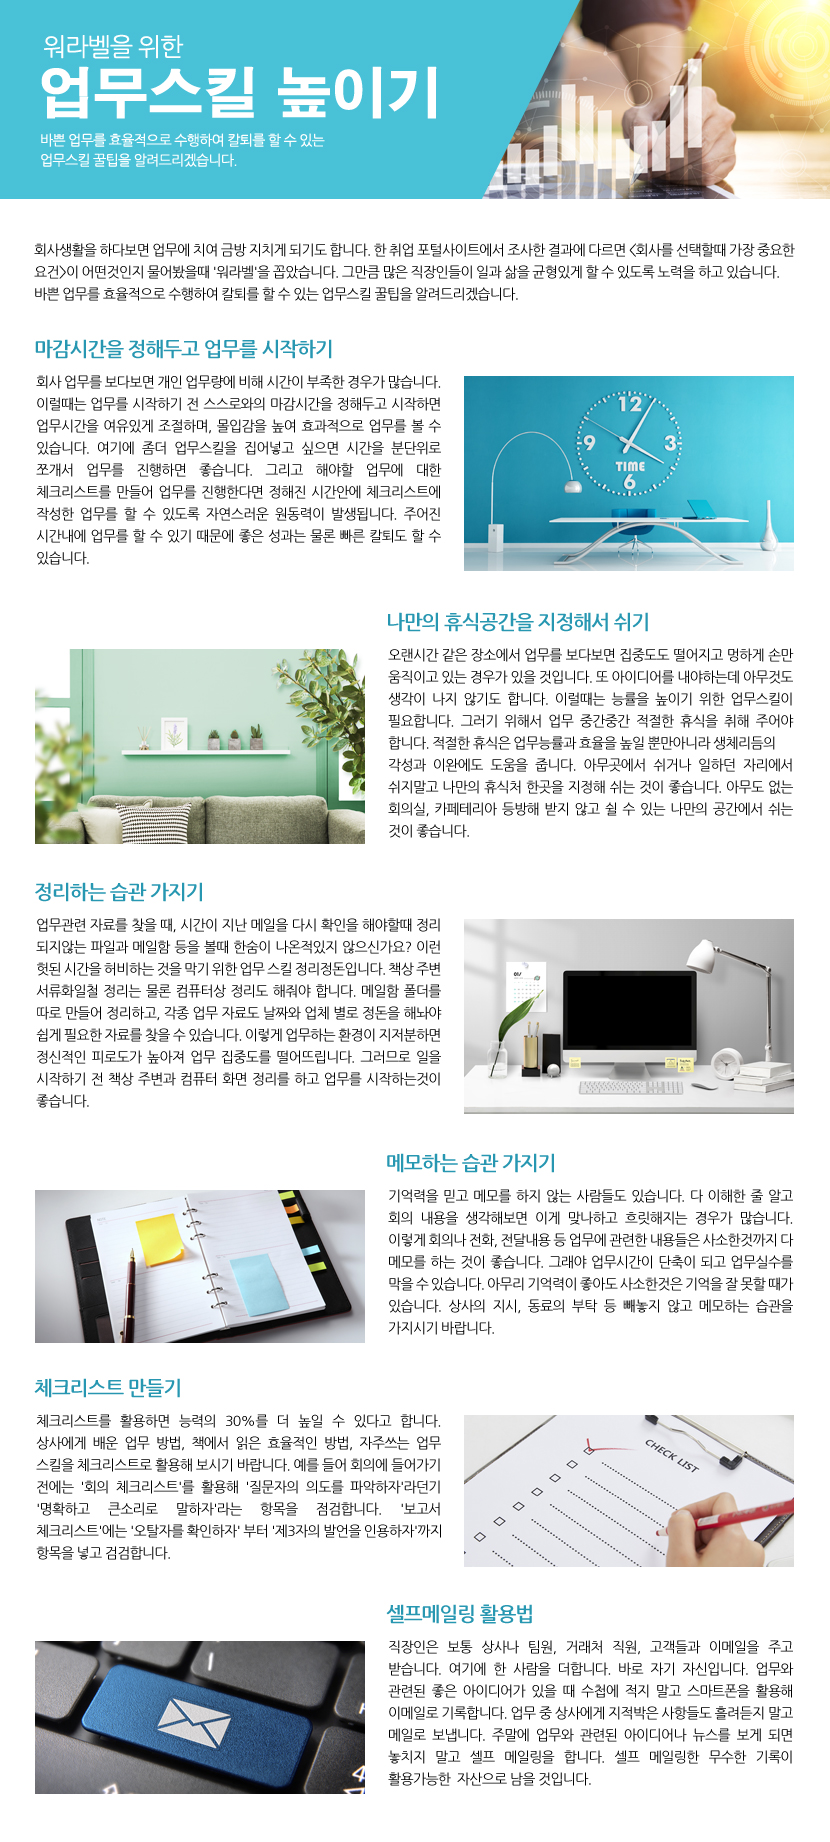 워라벨을 위한
업무스킬 높이기
바쁜 업무를 효율적으로 수행하여 칼퇴를 할 수 있는
업무스킬 꿀팁을 알려드리겠습니다.
회사생활을 하다보면 업무에 치여 금방 지치게 되기도 합니다. 한 취업 포털사이트에서 조사한 결과에 다르면 <회사를 선택할때 가장 중요한
요건>이 어떤것인지 물어봤을때 '워라벨'을 꼽았습니다. 그만큼 많은 직장인들이 일과 삶을 균형있게 할 수 있도록 노력을 하고 있습니다.
바쁜 업무를 효율적으로 수행하여 칼퇴를 할 수 있는 업무스킬 꿀팁을 알려드리겠습니다.
마감시간을 정해두고 업무를 시작하기
회사 업무를 보다보면 개인 업무량에 비해 시간이 부족한 경우가 많습니다.
이럴때는 업무를 시작하기 전 스스로와의 마감시간을 정해두고 시작하면
업무시간을 여유있게 조절하며, 몰입감을 높여 효과적으로 업무를 볼 수
있습니다. 여기에 좀더 업무스킬을 집어넣고 싶으면 시간을 분단위로
쪼개서 업무를 진행하면 좋습니다. 그리고 해야할 업무에 대한
체크리스트를 만들어 업무를 진행한다면 정해진 시간안에 체크리스트에
작성한 업무를 할 수 있도록 자연스러운 원동력이 발생됩니다. 주어진
시간내에 업무를 할 수 있기 때문에 좋은 성과는 물론 빠른 칼퇴도 할 수
있습니다.
12
9
3
TIME
6
나만의 휴식공간을 지정해서 쉬기
오랜시간 같은 장소에서 업무를 보다보면 집중도도 떨어지고 멍하게 손만
움직이고 있는 경우가 있을 것입니다. 또 아이디어를 내야하는데 아무것도
생각이 나지 않기도 합니다. 이럴때는 능률을 높이기 위한 업무스킬이
필요합니다. 그러기 위해서 업무 중간중간 적절한 휴식을 취해 주어야
합니다. 적절한 휴식은 업무능률과 효율을 높일 뿐만아니라 생체리듬의
각성과 이완에도 도움을 줍니다. 아무곳에서 쉬거나 일하던 자리에서
쉬지말고 나만의 휴식처 한곳을 지정해 쉬는 것이 좋습니다. 아무도 없는
회의실, 카페테리아 등방해 받지 않고 쉴 수 있는 나만의 공간에서 쉬는
것이 좋습니다.
정리하는 습관 가지기
업무관련 자료를 찾을 때, 시간이 지난 메일을 다시 확인을 해야할때 정리
되지않는 파일과 메일함 등을 볼때 한숨이 나온적있지 않으신가요? 이런
헛된 시간을 허비하는 것을 막기 위한 업무 스킬 정리정돈입니다. 책상 주변
서류화일철 정리는 물론 컴퓨터상 정리도 해줘야 합니다. 메일함 폴더를
따로 만들어 정리하고, 각종 업무 자료도 날짜와 업체 별로 정돈을 해놔야
쉽게 필요한 자료를 찾을 수 있습니다. 이렇게 업무하는 환경이 지저분하면
정신적인 피로도가 높아져 업무 집중도를 떨어뜨립니다. 그러므로 일을
시작하기 전 책상 주변과 컴퓨터 화면 정리를 하고 업무를 시작하는것이
좋습니다.
메모하는 습관 가지기
기억력을 믿고 메모를 하지 않는 사람들도 있습니다. 다 이해한 줄 알고
회의 내용을 생각해보면 이게 맞나하고 흐릿해지는 경우가 많습니다.
이렇게 회의나 전화, 전달내용 등 업무에 관련한 내용들은 사소한것까지 다
메모를 하는 것이 좋습니다. 그래야 업무시간이 단축이 되고 업무실수를
막을 수 있습니다. 아무리 기억력이 좋아도 사소한것은 기억을 잘 못할 때가
있습니다. 상사의 지시, 동료의 부탁 등 빼놓지 않고 메모하는 습관을
가지시기 바랍니다.
체크리스트 만들기
체크리스트를 활용하면 능력의 30%를 더 높일 수 있다고 합니다.
상사에게 배운 업무 방법, 책에서 읽은 효율적인 방법, 자주쓰는 업무
스킬을 체크리스트로 활용해 보시기 바랍니다. 예를 들어 회의에 들어가기
전에는 '회의 체크리스트'를 활용해 '질문자의 의도를 파악하자'라던기
'명확하고 큰소리로 말하자'라는 항목을 점검합니다. '보고서
체크리스트'에는 '오탈자를 확인하자' 부터 '제3자의 발언을 인용하자'까지
항목을 넣고 검검합니다.
CHECK LIST
셀프메일링 활용법
직장인은 보통 상사나 팀원, 거래처 직원, 고객들과 이메일을 주고
받습니다. 여기에 한 사람을 더합니다. 바로 자기 자신입니다. 업무와
관련된 좋은 아이디어가 있을 때 수첩에 적지 말고 스마트폰을 활용해
이메일로 기록합니다. 업무 중 상사에게 지적박은 사항들도 흘려듣지 말고
메일로 보냅니다. 주말에 업무와 관련된 아이디어나 뉴스를 보게 되면
놓치지 말고 셀프 메일링을 합니다. 셀프 메일링한 무수한 기록이
활용가능한 자산으로 남을 것입니다.